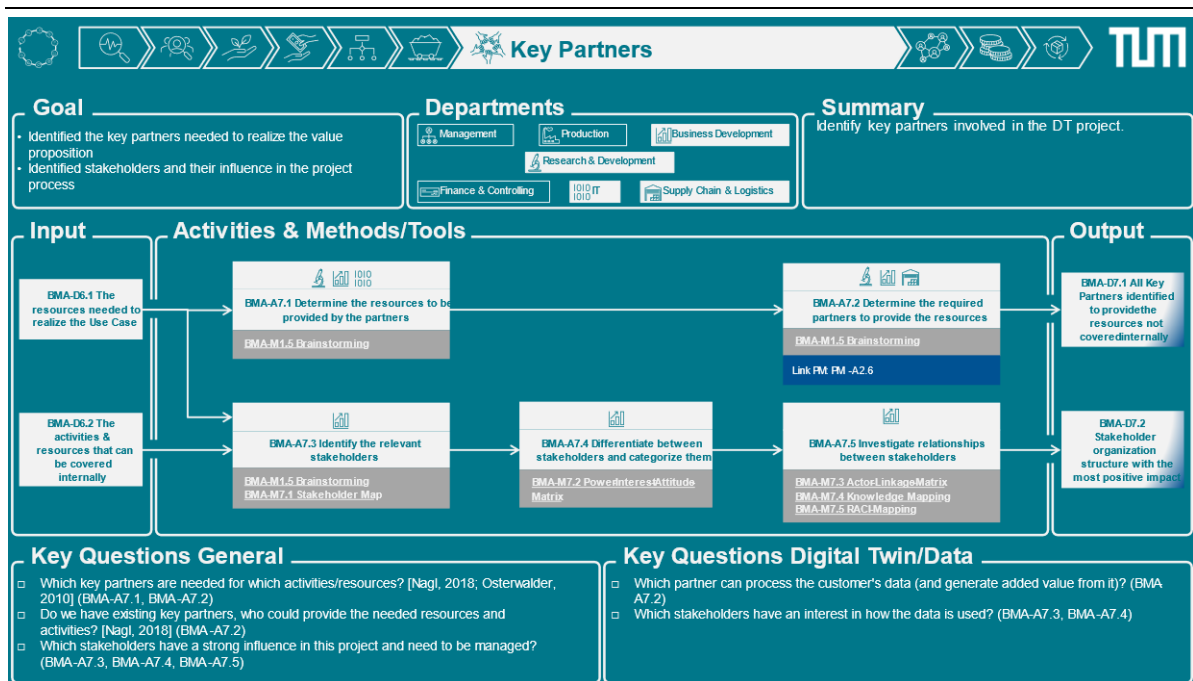 Key Partners
TUM
Goal
• Identified the key partners needed to realize the value
proposition
• Identified stakeholders and their influence in the project
process
Departments
Management
Production
Business Development
Research & Development
Finance & Controlling
1010
1010
IT
Supply Chain & Logistics
Summary
Identify key partners involved in the DT project.
Input
BMA-D6.1 The
resources needed to
realize the Use Case
BMA-D6.2 The
activities &
resources that can
be covered
internally
Activities & Methods/Tools
1010
1010
BMA-A7.1 Determine the resources to be
provided by the partners
BMA-M1.5 Brainstorming
BMA-A7.2 Determine the required
partners to provide the resources
BMA-M1.5 Brainstorming
Link PM: PM -A2.6
BMA-A7.3 Identify the relevant
stakeholders
BMA-M1.5 Brainstorming
BMA-M7.1 Stakeholder Map
BMA-A7.4 Differentiate between
stakeholders and categorize them
BMA-M7.2 Power-Interest-Attitude
Matrix
BMA-A7.5 Investigate relationships
between stakeholders
BMA-M7.3 Actor-Linkage-Matrix
BMA-M7.4 Knowledge Mapping
BMA-M7.5 RACI-Mapping
Output
BMA-D7.1 All Key
Partners identified
to providethe
resources not
coveredinternally
BMA-D7.2
Stakeholder
organization
structure with the
most positive impact
Key Questions General
□ Which key partners are needed for which activities/resources? [Nagl, 2018; Osterwalder,
2010] (BMA-A7.1, BMA-A7.2)
□ Do we have existing key partners, who could provide the needed resources and
activities? [Nagl, 2018] (BMA -A7.2)
□ Which stakeholders have a strong influence in this project and need to be managed?
(BMA-A7.3, BMA-A7.4, BMA-A7.5)
Key Questions Digital Twin/Data
□ Which partner can process the customer's data (and generate added value from it)? (BMA
A7.2)
□ Which stakeholders have an interest in how the data is used? (BMA-A7.3, BMA-A7.4)